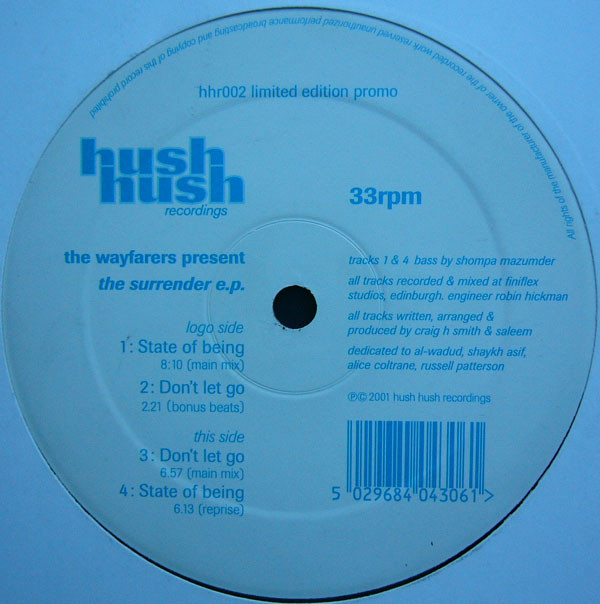 All rights of the manufacturer of the owner of the recorded work reserved unauthorized performance broadcasting and copying of this record prohibited
hhr002 limited edition promo
hush
hush
recordings
33rpm
the wayfarers present
the surrender e.p.
logo side
1: State of being
8:10 (main mix)
2: Don't let go
2.21 (bonus beats)
this side
3: Don't let go
6.57 (main mix)
4: State of being
6.13 (reprise)
tracks 1 & 4 bass by shompa mazumder
all tracks recorded & mixed at finiflex
studios, edinburgh. engineer robin hickman
all tracks written, arranged &
produced by craig h smith & saleem
dedicated to al-wadud, shaykh asif,
alice coltrane, russell patterson
℗© 2001 hush hush recordings
5 029684 043061 >